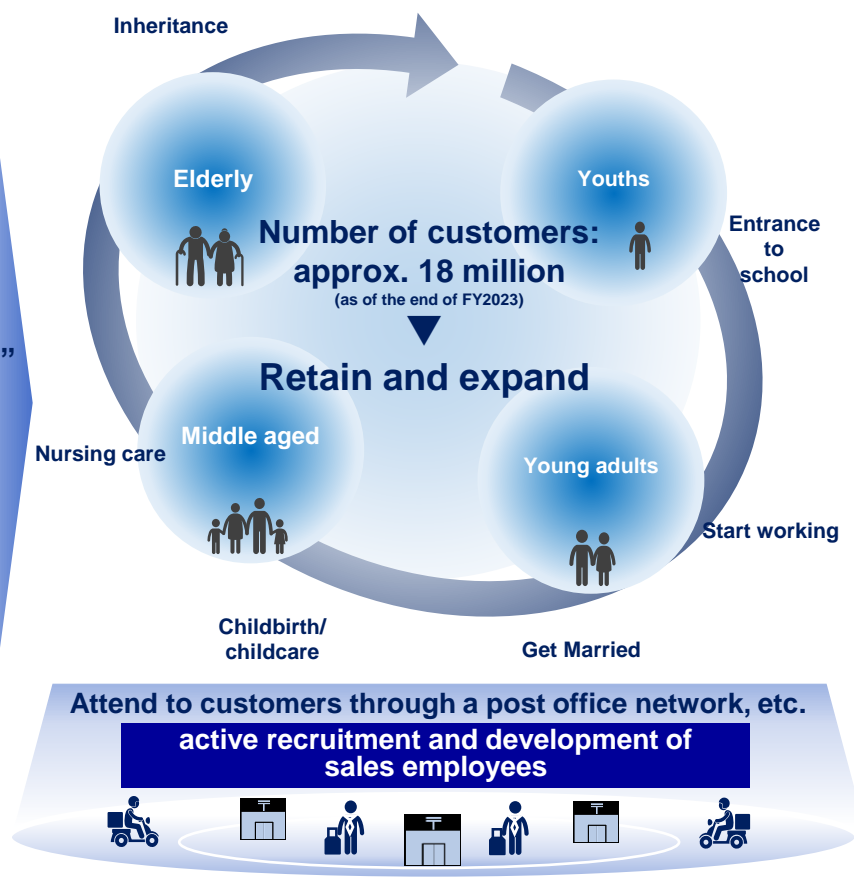 Inheritance
Elderly
Youths
Number of customers:
approx. 18 million
(as of the end of FY2023)
Entrance
to
school
”
Retain and expand
Middle aged
Nursing care
Young adults
Start working
Childbirth/
childcare
Get Married
Attend to customers through a post office network, etc.
active recruitment and development of
sales employees
〒
〒
〒